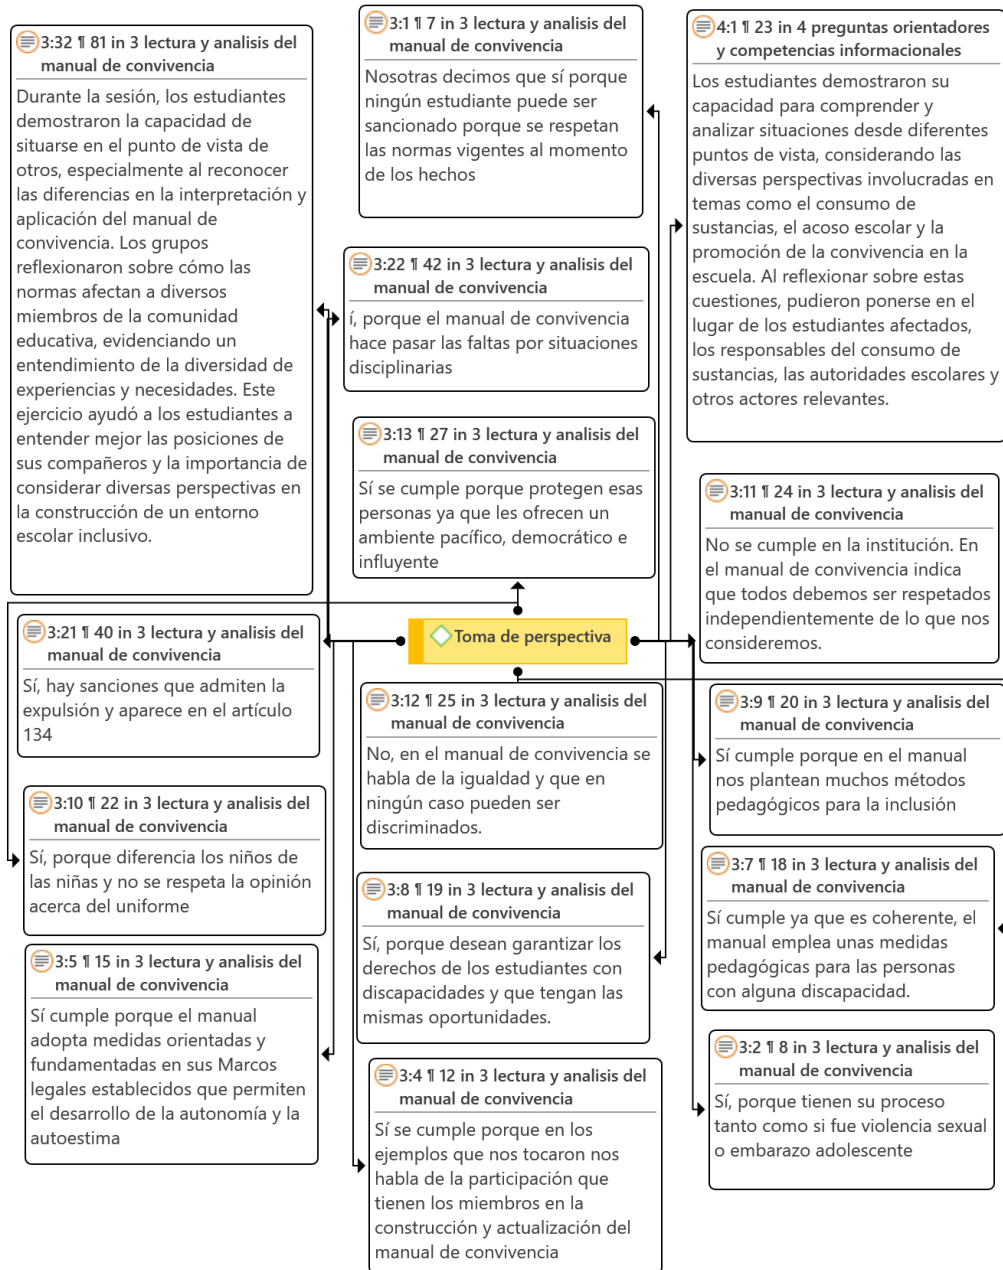 3:32 ¶ 81 in 3 lectura y analisis del
manual de convivencia
Durante la sesión, los estudiantes
demostraron la capacidad de
situarse en el punto de vista de
otros, especialmente al reconocer
las diferencias en la interpretación y
aplicación del manual de
convivencia. Los grupos
reflexionaron sobre cómo las
normas afectan a diversos
miembros de la comunidad
educativa, evidenciando un
entendimiento de la diversidad de
experiencias y necesidades. Este
ejercicio ayudó a los estudiantes a
entender mejor las posiciones de
sus compañeros y la importancia de
considerar diversas perspectivas en
la construcción de un entorno
escolar inclusivo.
3:1 ¶ 7 in 3 lectura y analisis del
manual de convivencia
Nosotras decimos que sí porque
ningún estudiante puede ser
sancionado porque se respetan
las normas vigentes al momento
de los hechos
4:1 ¶ 23 in 4 preguntas orientadores
y competencias informacionales
Los estudiantes demostraron su
capacidad para comprender y
analizar situaciones desde diferentes
puntos de vista, considerando las
diversas perspectivas involucradas en
temas como el consumo de
sustancias, el acoso escolar y la
promoción de la convivencia en la
escuela. Al reflexionar sobre estas
cuestiones, pudieron ponerse en el
lugar de los estudiantes afectados,
los responsables del consumo de
sustancias, las autoridades escolares y
otros actores relevantes.
3:22 ¶ 42 in 3 lectura y analisis del
manual de convivencia
í, porque el manual de convivencia
hace pasar las faltas por situaciones
disciplinarias
3:13 ¶ 27 in 3 lectura y analisis del
manual de convivencia
Sí se cumple porque protegen esas
personas ya que les ofrecen un
ambiente pacífico, democrático e
influyente
3:11 ¶ 24 in 3 lectura y analisis del
manual de convivencia
No se cumple en la institución. En
el manual de convivencia indica
que todos debemos ser respetados
independientemente de lo que nos
consideremos.
3:21 ¶ 40 in 3 lectura y analisis del
manual de convivencia
Sí, hay sanciones que admiten la
expulsión y aparece en el artículo
134
Toma de perspectiva
3:12 ¶ 25 in 3 lectura y analisis del
manual de convivencia
No, en el manual de convivencia se
habla de la igualdad y que en
ningún caso pueden ser
discriminados.
3:9 ¶ 20 in 3 lectura y analisis del
manual de convivencia
Sí cumple porque en el manual
nos plantean muchos métodos
pedagógicos para la inclusión
3:10 ¶ 22 in 3 lectura y analisis del
manual de convivencia
Sí, porque diferencia los niños de
las niñas y no se respeta la opinión
acerca del uniforme
3:8 ¶ 19 in 3 lectura y analisis del
manual de convivencia
Sí, porque desean garantizar los
derechos de los estudiantes con
discapacidades y que tengan las
mismas oportunidades.
3:7 ¶ 18 in 3 lectura y analisis del
manual de convivencia
Sí cumple ya que es coherente, el
manual emplea unas medidas
pedagógicas para las personas
con alguna discapacidad.
3:5 ¶ 15 in 3 lectura y analisis del
manual de convivencia
Sí cumple porque el manual
adopta medidas orientadas y
fundamentadas en sus Marcos
legales establecidos que permiten
el desarrollo de la autonomía y la
autoestima
3:4 ¶ 12 in 3 lectura y analisis del
manual de convivencia
Sí se cumple porque en los
ejemplos que nos tocaron nos
habla de la participación que
tienen los miembros en la
construcción y actualización del
manual de convivencia
3:2 ¶ 8 in 3 lectura y analisis del
manual de convivencia
Sí, porque tienen su proceso
tanto como si fue violencia sexual
o embarazo adolescente